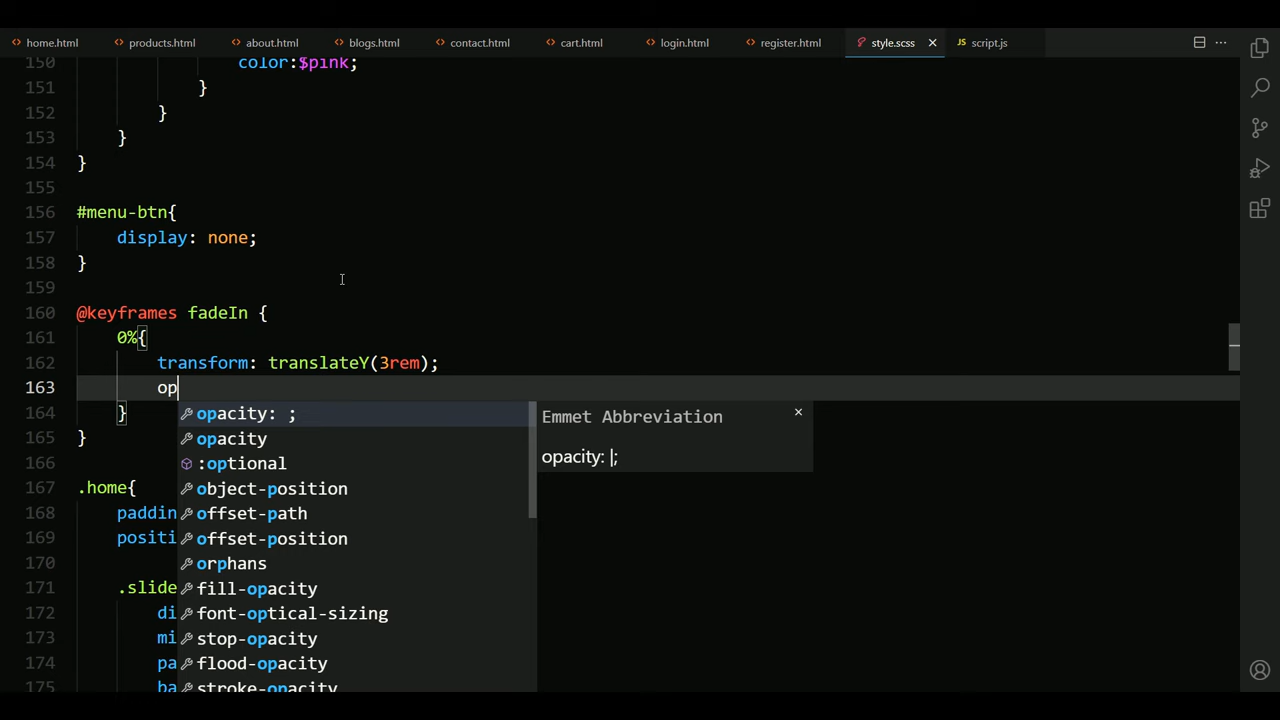 home.html products.html about.html blogs.html contact.html cart.html login.html register.html style.scss script.js
150 color:$pink;
151 }
152 }
153 }
154 }
155
156 #menu-btn{
157 display: none;
158 }
159
160 @keyframes fadeIn {
161 0%{
162 transform: translateY(3rem);
163 op
164 }
165 }
166
167 .home{
168 paddin
169 positi
170
171 .slide
172 di
173 mi
174 pa
175 ba
opacity: ;
opacity
:optional
object-position
offset-path
offset-position
orphans
fill-opacity
font-optical-sizing
stop-opacity
flood-opacity
stroke-opacity
Emmet Abbreviation
opacity: |;